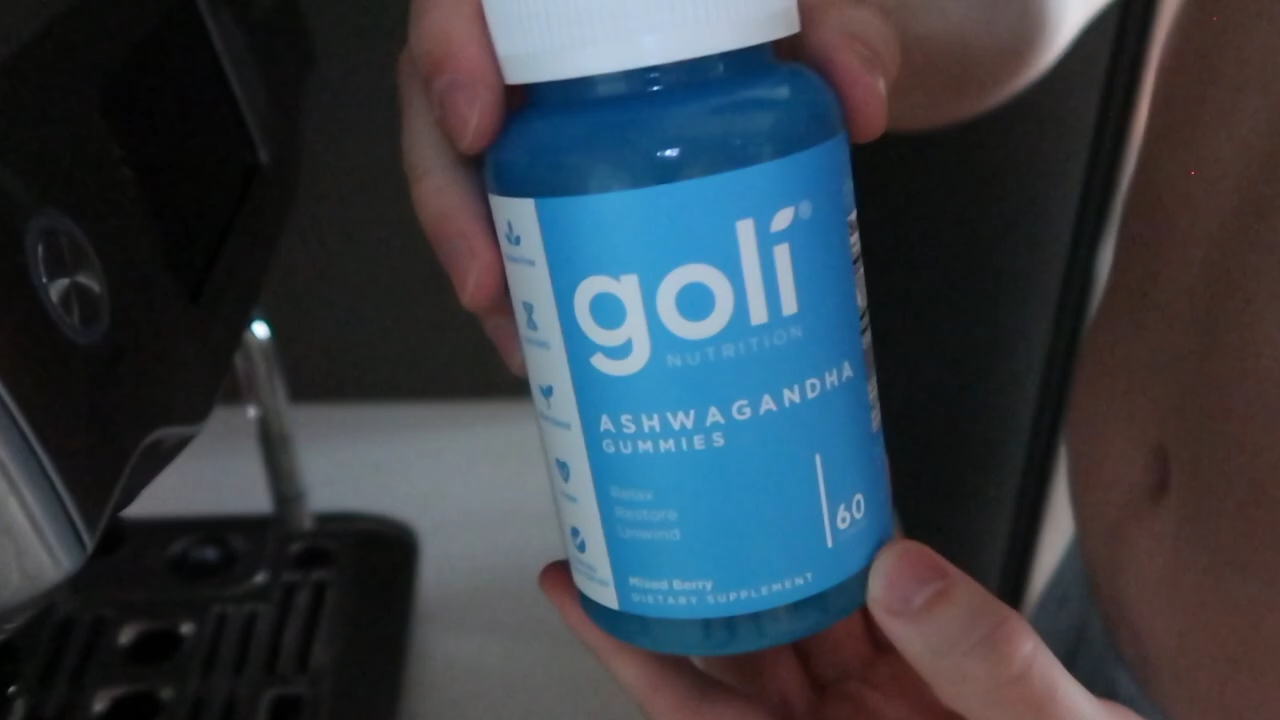 goli®
NUTRITION
ASHWAGANDHA
GUMMIES
Relax
Restore
Unwind
60
Mixed Berry
DIETARY SUPPLEMENT